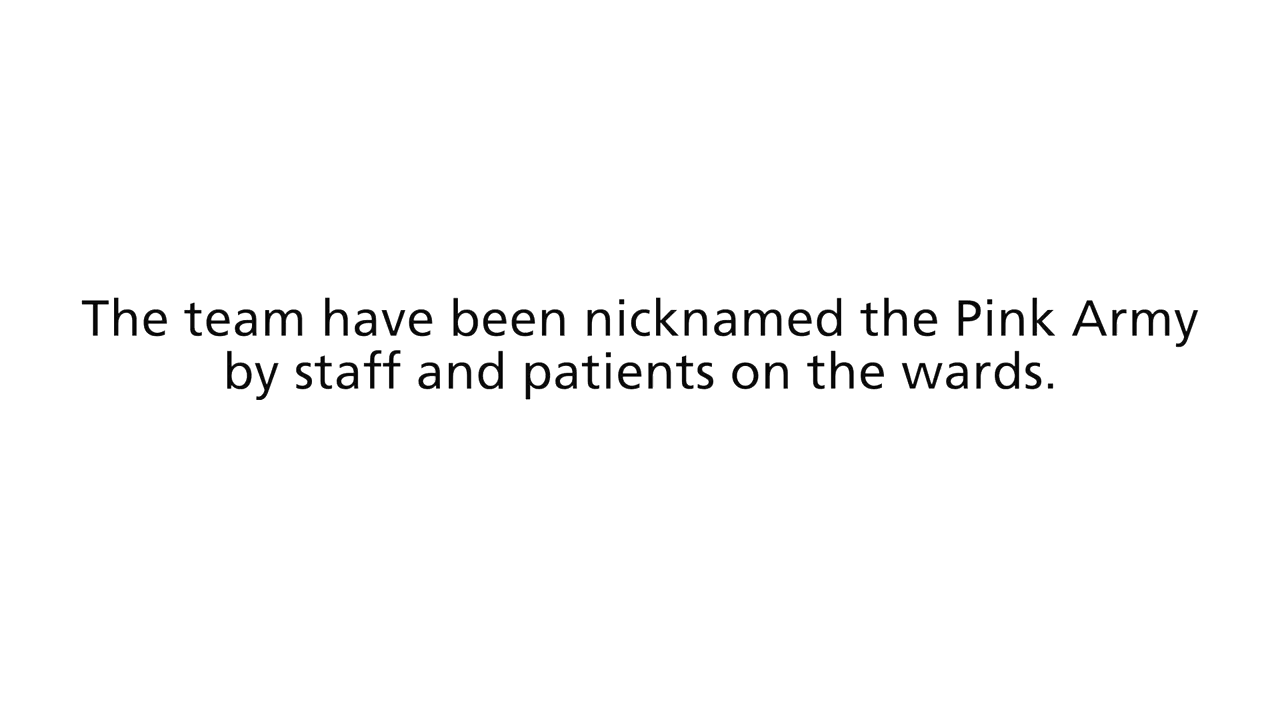 The team have been nicknamed the Pink Army
by staff and patients on the wards.